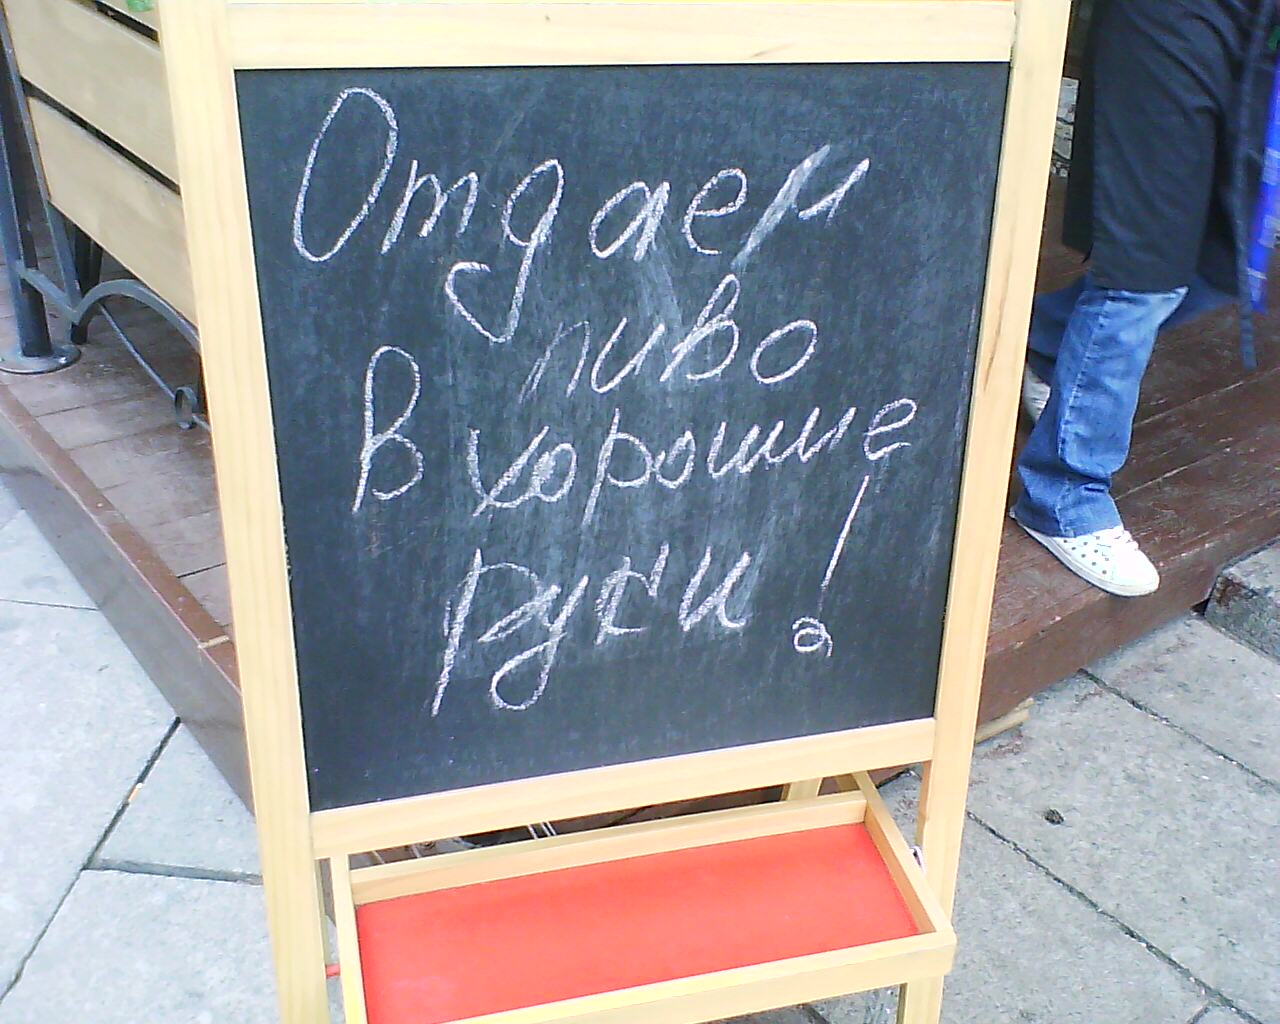 Отдаем
пиво
В хорошие
руки!